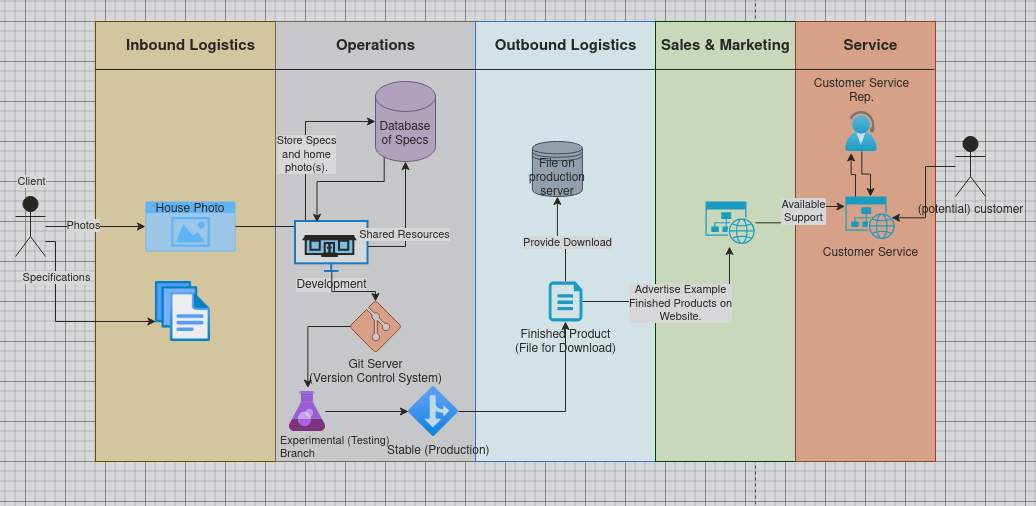 Inbound Logistics
Operations
Outbound Logistics
Sales & Marketing
Service
Client
Photos
Specifications
House Photo
Store Specs
and home
photo(s).
Database
of Specs
Shared Resources
Development
Git Server
(Version Control System)
Experimental (Testing)
Branch
Stable (Production)
File on
production
server
Provide Download
Finished Product
(File for Download)
Advertise Example
Finished Products on
Website.
Available
Support
Customer Service
Rep.
Customer Service
(potential) customer